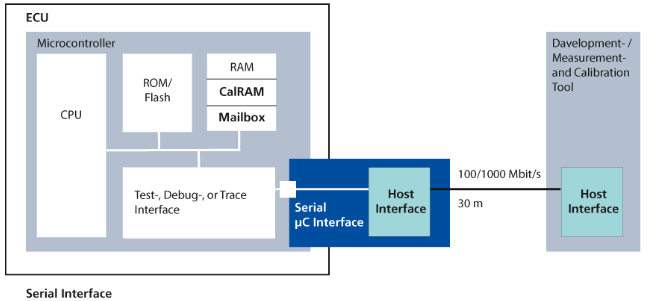 ECU
Microcontroller
CPU
ROM/
Flash
RAM
CalRAM
Mailbox
Test-, Debug-, or Trace
Interface
Serial
µC Interface
Host
Interface
100/1000 Mbit/s
30 m
Davelopment- /
Measurement-
and Calibration
Tool
Host
Interface
Serial Interface